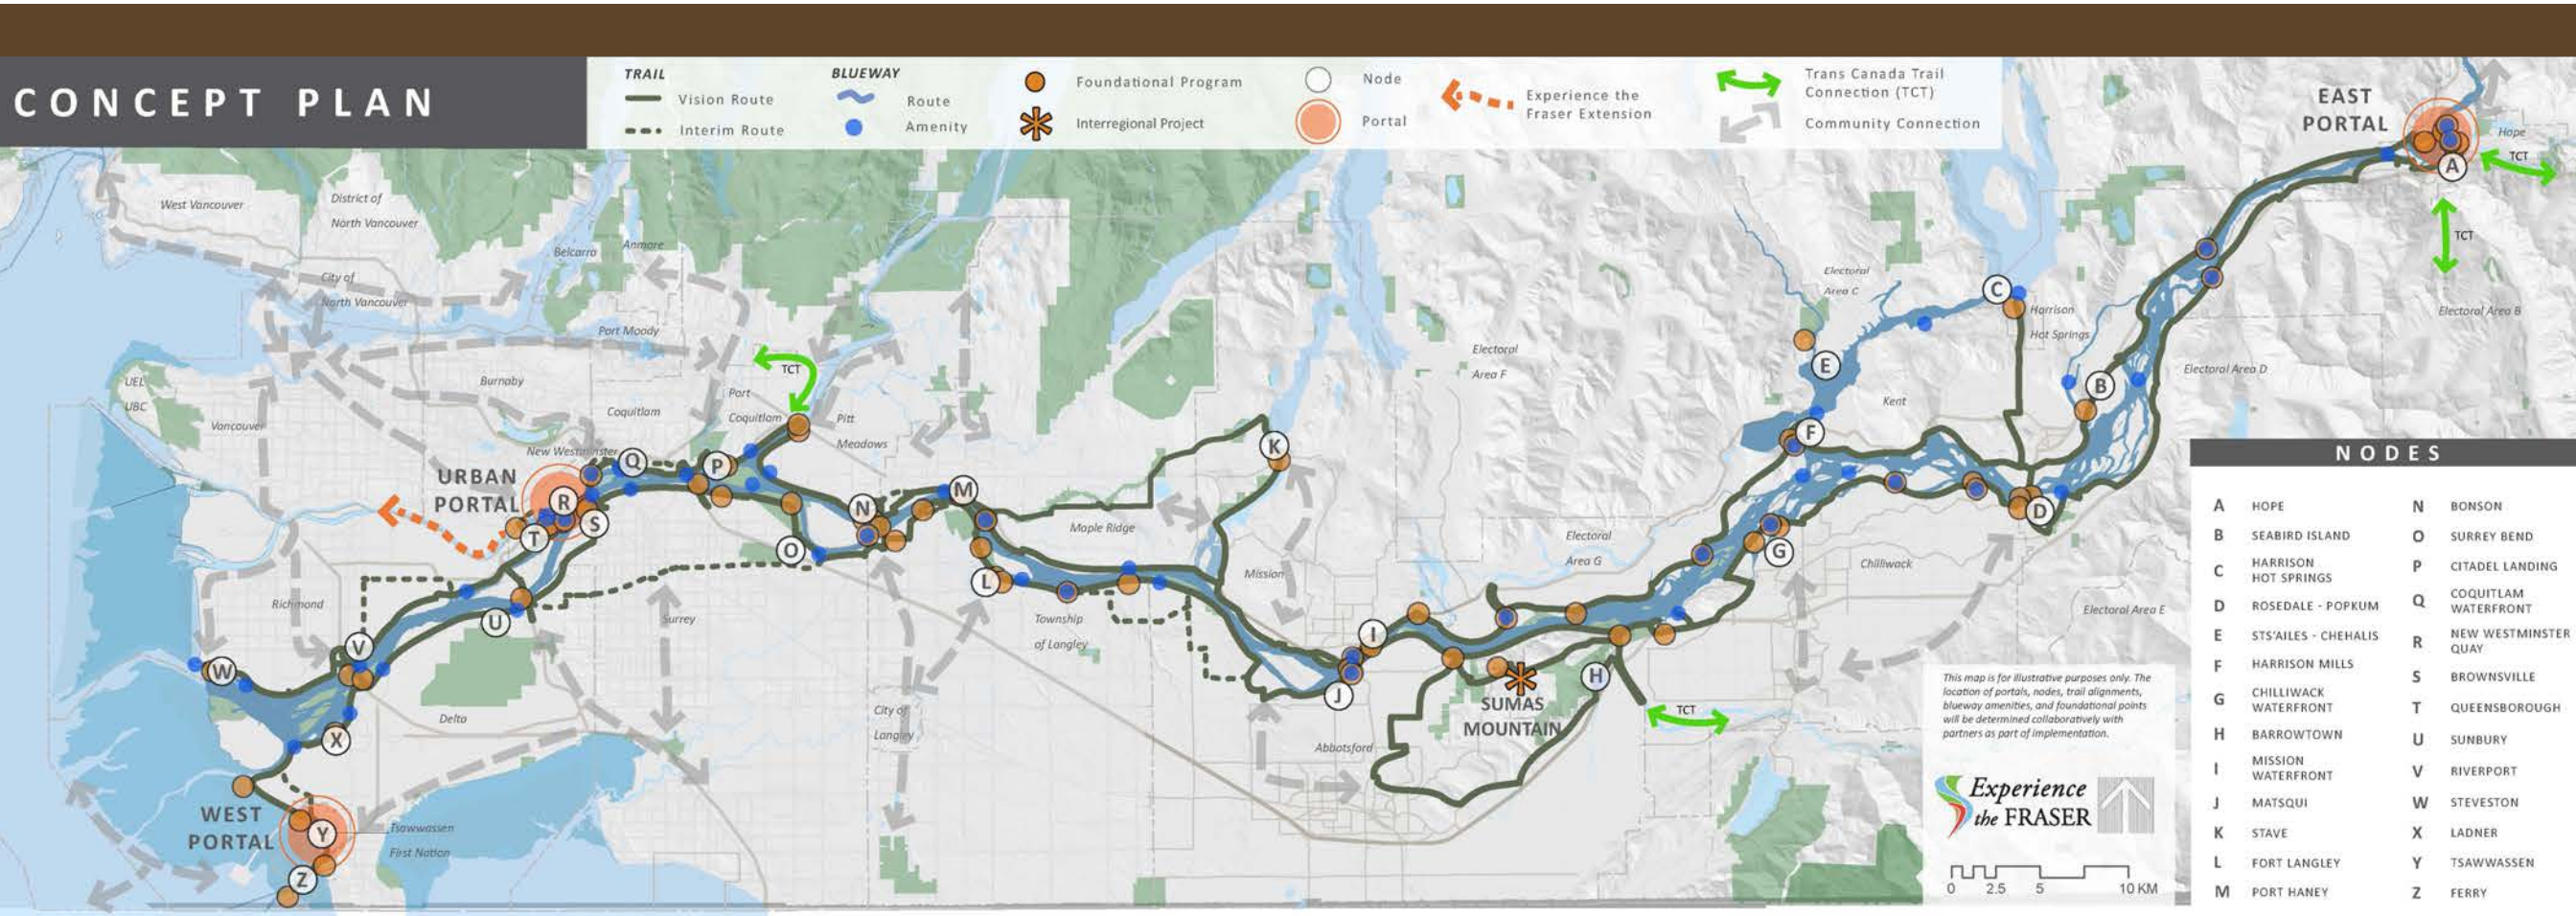 CONCEPT PLAN
TRAIL
Vision Route
Interim Route
BLUEWAY
Route
Amenity
Foundational Program
Interregional Project
Node
Portal
Experience the
Fraser Extension
Trans Canada Trail
Connection (TCT)
Community Connection
EAST
PORTAL
Hope
A
TCT
TCT
West Vancouver
District of
North Vancouver
Belcarra
Anmore
City of
North Vancouver
Port Moody
Electoral
Area C
C
Harrison
Hot Springs
Electoral Area B
UEL
UBC
Burnaby
Coquitlam
TCT
Port
Coquitlam
Pitt
Meadows
Electoral
Area F
E
Kent
B
Electoral Area D
Vancouver
New Westminster
Q
P
K
F
URBAN
PORTAL
R
S
T
N
M
O
Maple Ridge
Electoral
Area G
G
D
Chilliwack
L
Mission
Richmond
U
Surrey
Township
of Langley
I
Electoral Area E
V
W
J
H
SUMAS
MOUNTAIN
TCT
X
Delta
City of
Langley
Abbotsford
WEST
PORTAL
Y
Tsawwassen
First Nation
Z
This map is for illustrative purposes only. The
location of portals, nodes, trail alignments,
blueway amenities, and foundational points
will be determined collaboratively with
partners as part of implementation.
Experience
the FRASER
0 2.5 5 10 KM
NODES
A HOPE
B SEABIRD ISLAND
C HARRISON
HOT SPRINGS
D ROSEDALE - POPKUM
E STS'AILES - CHEHALIS
F HARRISON MILLS
G CHILLIWACK
WATERFRONT
H BARROWTOWN
I MISSION
WATERFRONT
J MATSQUI
K STAVE
L FORT LANGLEY
M PORT HANEY
N BONSON
O SURREY BEND
P CITADEL LANDING
Q COQUITLAM
WATERFRONT
R NEW WESTMINSTER
QUAY
S BROWNSVILLE
T QUEENSBOROUGH
U SUNBURY
V RIVERPORT
W STEVESTON
X LADNER
Y TSAWWASSEN
Z FERRY